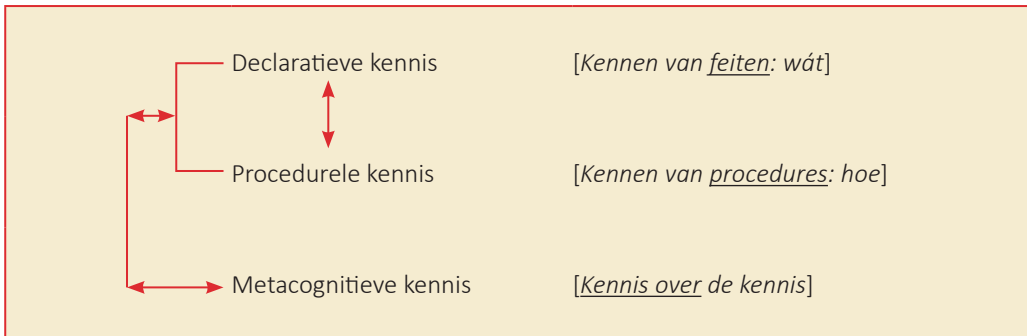 Declaratieve kennis [Kennen van feiten: wát]
Procedurele kennis [Kennen van procedures: hoe]
Metacognitieve kennis [Kennis over de kennis]